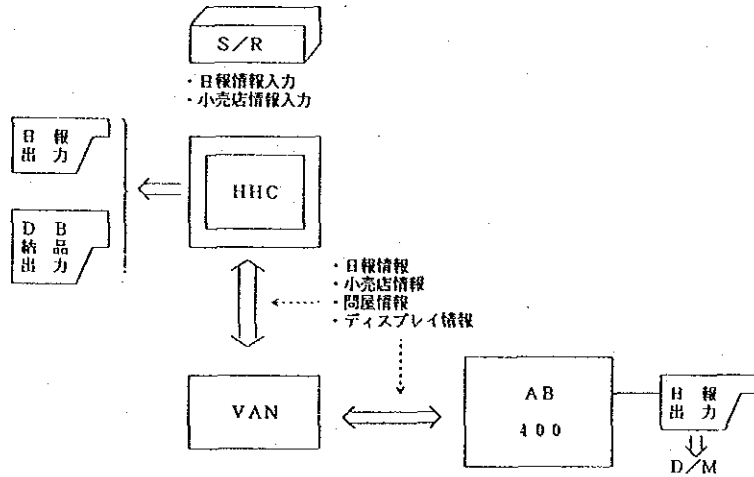 S/R
・日報情報入力
・小売店情報入力
日 報
出 力
HHC
D B
結 品
出 力
・日報情報
・小売店情報
・問屋情報
・ディスプレイ情報
VAN
AB
400
日 報
出 力
D/M